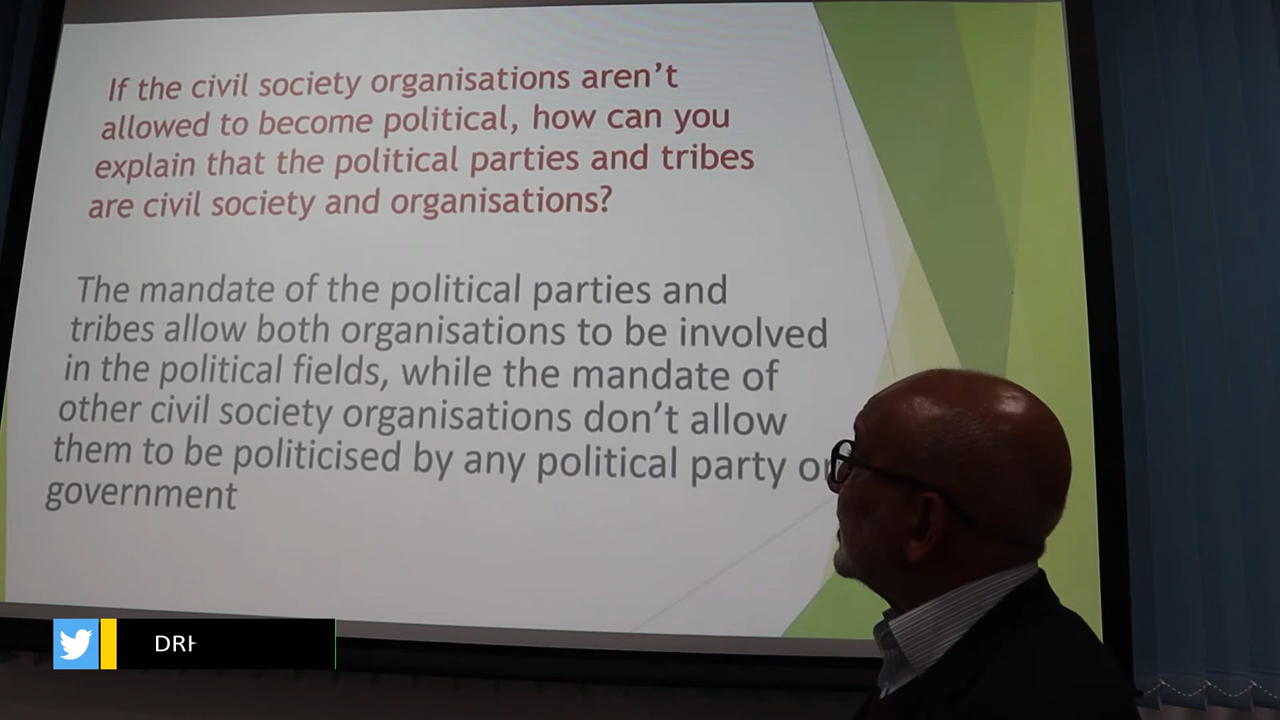 If the civil society organisations aren't
allowed to become political, how can you
explain that the political parties and tribes
are civil society and organisations?
The mandate of the political parties and
tribes allow both organisations to be involved
in the political fields, while the mandate of
other civil society organisations don't allow
them to be politicised by any political party or
government